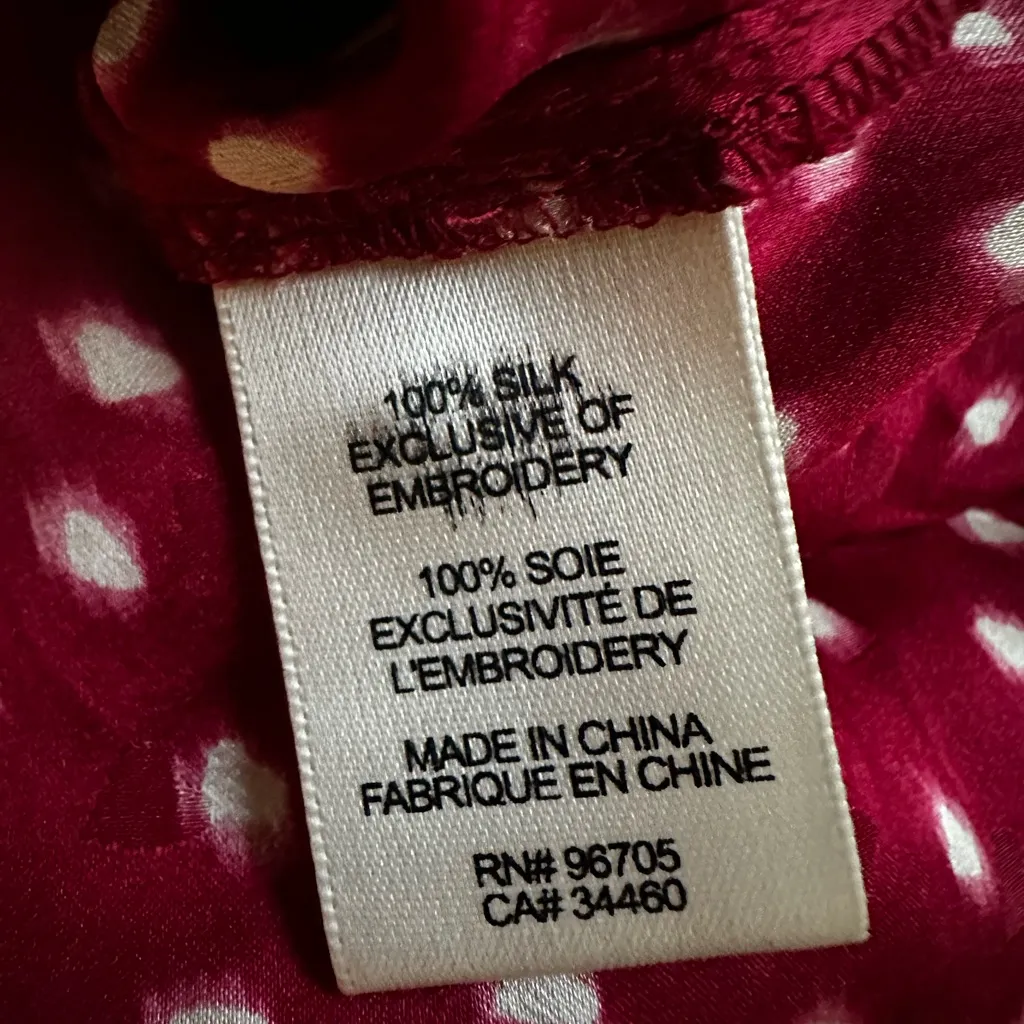 100% SILK
EXCLUSIVE OF
EMBROIDERY
100% SOIE
EXCLUSIVITÉ DE
L'EMBROIDERY
MADE IN CHINA
FABRIQUE EN CHINE
RN# 96705
CA# 34460